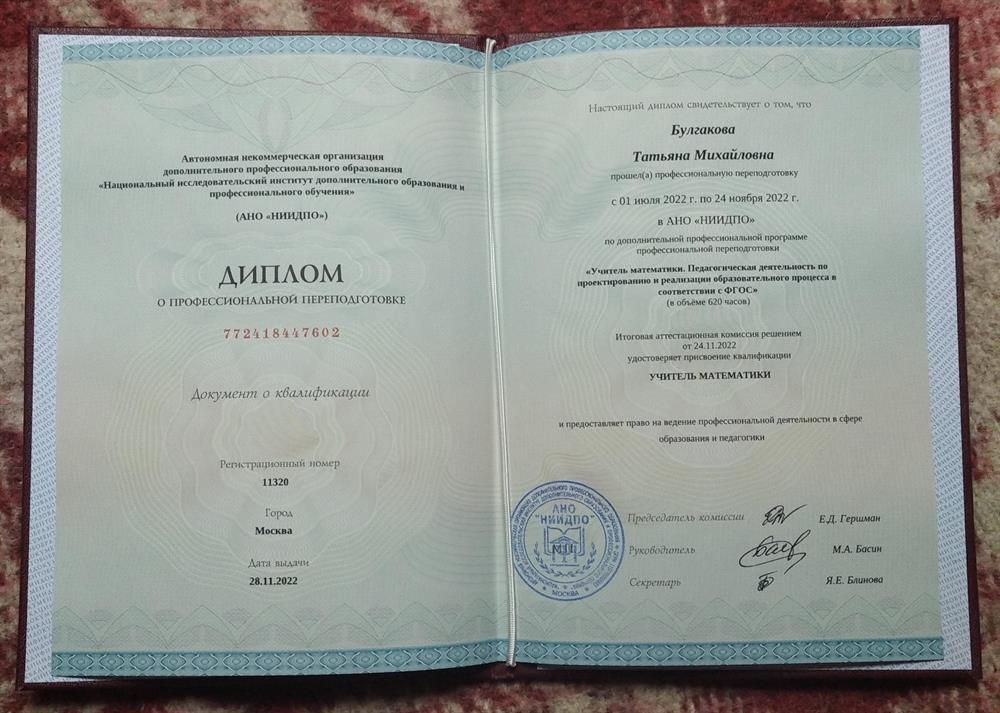 Автономная некоммерческая организация
дополнительного профессионального образования
«Национальный исследовательский институт дополнительного образования и
профессионального обучения»
(АНО «НИИДПО»)
ДИПЛОМ
О ПРОФЕССИОНАЛЬНОЙ ПЕРЕПОДГОТОВКЕ
772418447602
Документ о квалификации
Регистрационный номер
11320
Город
Москва
Дата выдачи
28.11.2022
Настоящий диплом свидетельствует о том, что
Булгакова
Татьяна Михайловна
прошел(а) профессиональную переподготовку
с 01 июля 2022 г. по 24 ноября 2022 г.
в АНО «НИИДПО»
по дополнительной профессиональной программе
профессиональной переподготовки
«Учитель математики. Педагогическая деятельность по
проектированию и реализации образовательного процесса в
соответствии с ФГОС»
(в объёме 620 часов)
Итоговая аттестационная комиссия решением
от 24.11.2022
удостоверяет присвоение квалификации
УЧИТЕЛЬ МАТЕМАТИКИ
и предоставляет право на ведение профессиональной деятельности в сфере
образования и педагогики
Председатель комиссии Е.Д. Гершман
Руководитель М.А. Басин
Секретарь Я.Е. Блинова
АНО
"НИИДПО"
М.П.
МОСКВА